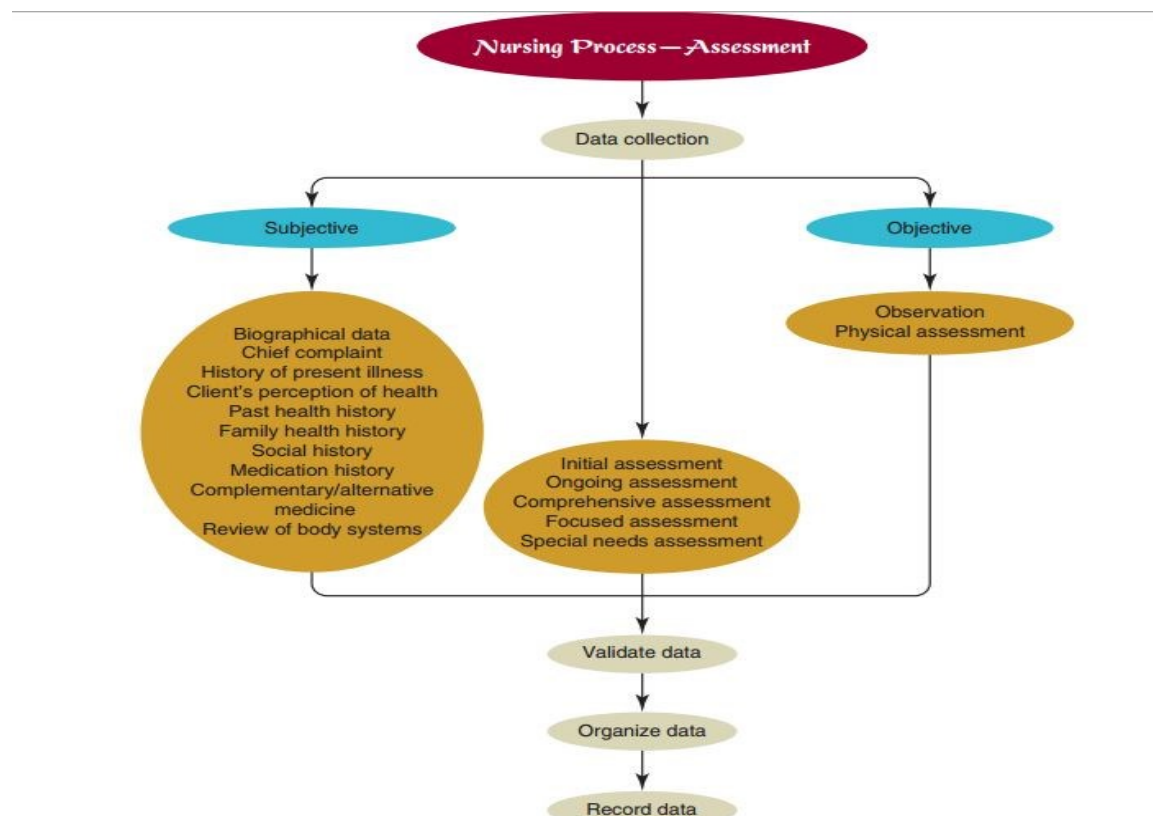 Nursing Process—Assessment
Data collection
Subjective
Objective
Biographical data
Chief complaint
History of present illness
Client's perception of health
Past health history
Family health history
Social history
Medication history
Complementary/alternative
medicine
Review of body systems
Initial assessment
Ongoing assessment
Comprehensive assessment
Focused assessment
Special needs assessment
Observation
Physical assessment
Validate data
Organize data
Record data